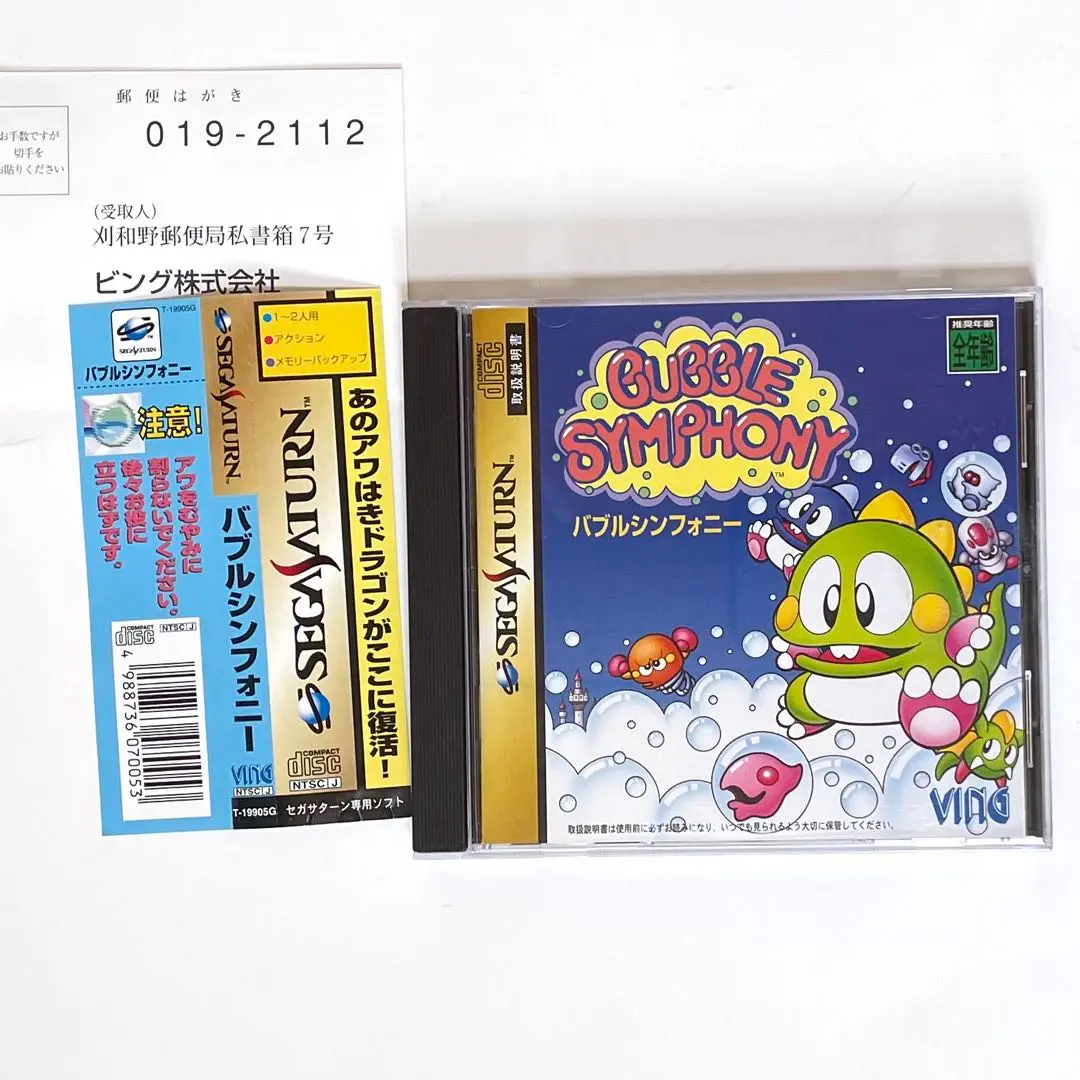 郵便はがき
019-2112
お手数ですが
切手を
お貼りください
(受取人)
刈和野郵便局私書箱7号
ビング株式会社
T-19905G
SEGA SATURN™
バブルシンフォニー
注意!
アワをむやみに
割らないでください。
後々お役に
立つはずです。
COMPACT disc
NTSC J
4 988736 070053
SEGA SATURN™
バブルシンフォニー
VING
NTSC J
T-19905G
1〜2人用
アクション
メモリーバックアップ
SEGA SATURN™
COMPACT disc
NTSC J
あのアワはきドラゴンがここに復活!
セガサターン専用ソフト
COMPACT disc
取扱説明書
SEGA SATURN™
BUBBLE
SYMPHONY™
バブルシンフォニー
推奨年齢
全年齢
VING
取扱説明書は使用前に必ずお読みになり、いつでも見られるよう大切に保管してください。